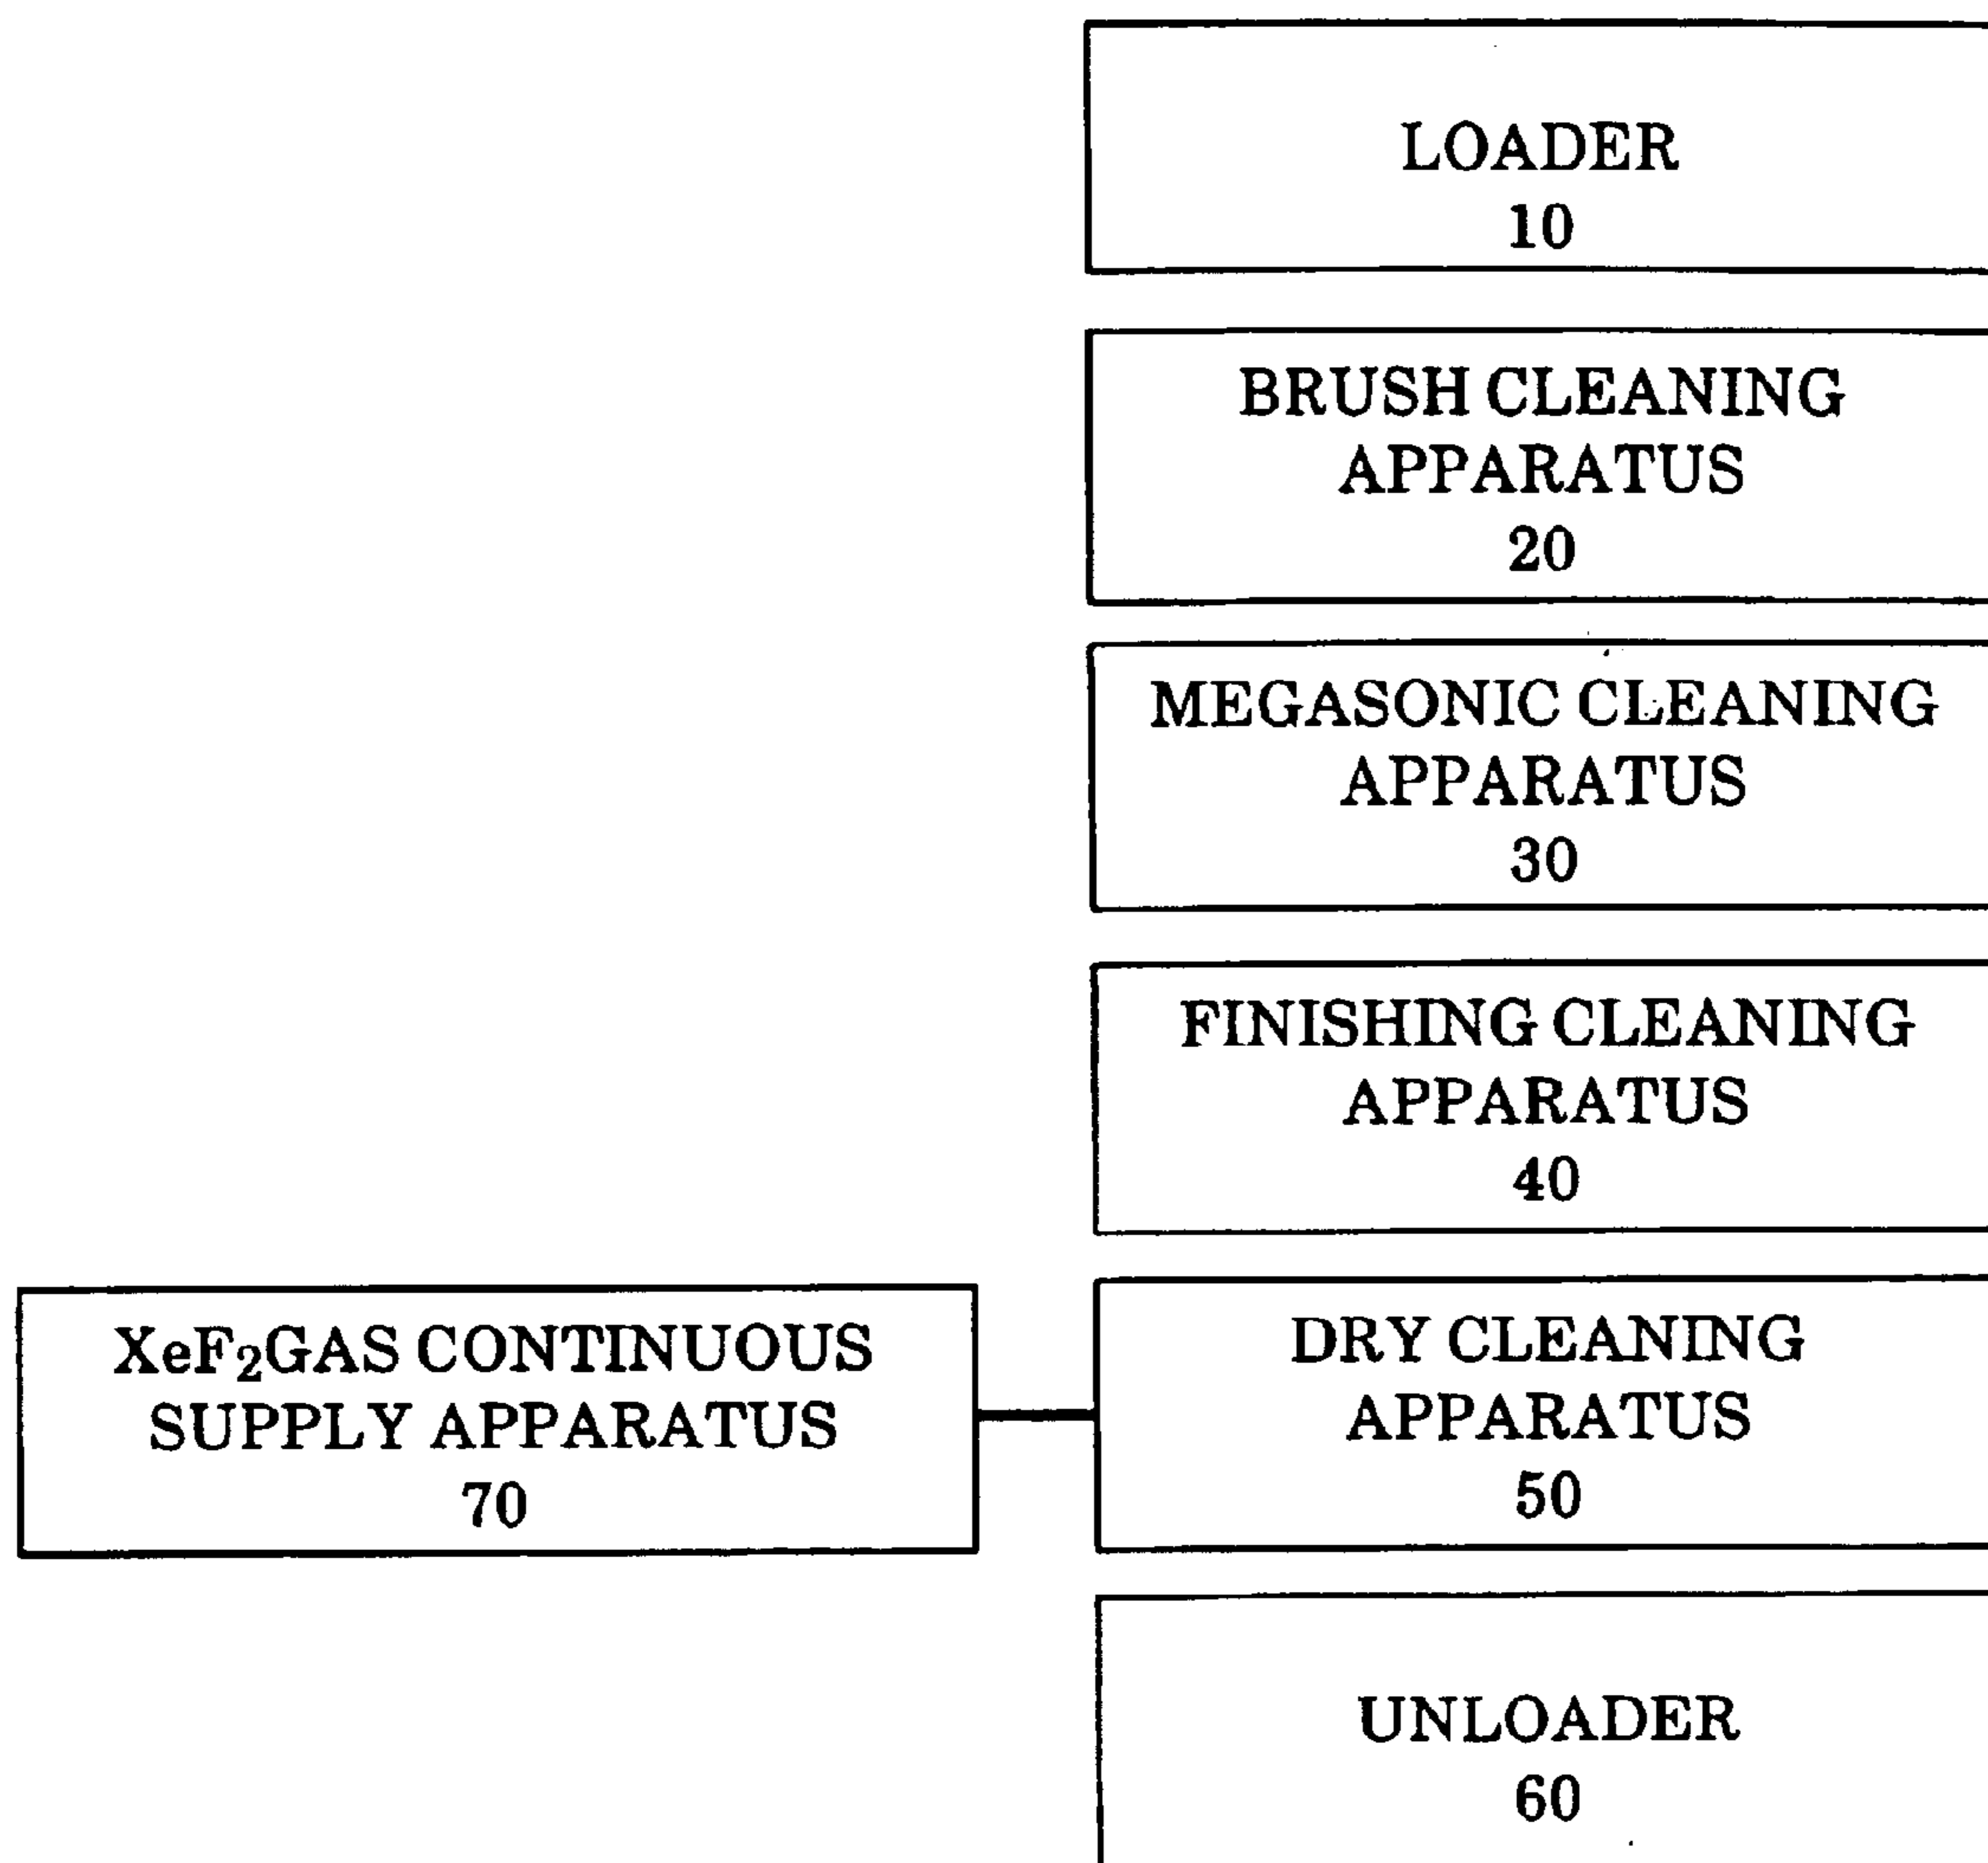 LOADER
10
BRUSH CLEANING
APPARATUS
20
MEGASONIC CLEANING
APPARATUS
30
FINISHING CLEANING
APPARATUS
40
XeF₂GAS CONTINUOUS
SUPPLY APPARATUS
70
DRY CLEANING
APPARATUS
50
UNLOADER
60